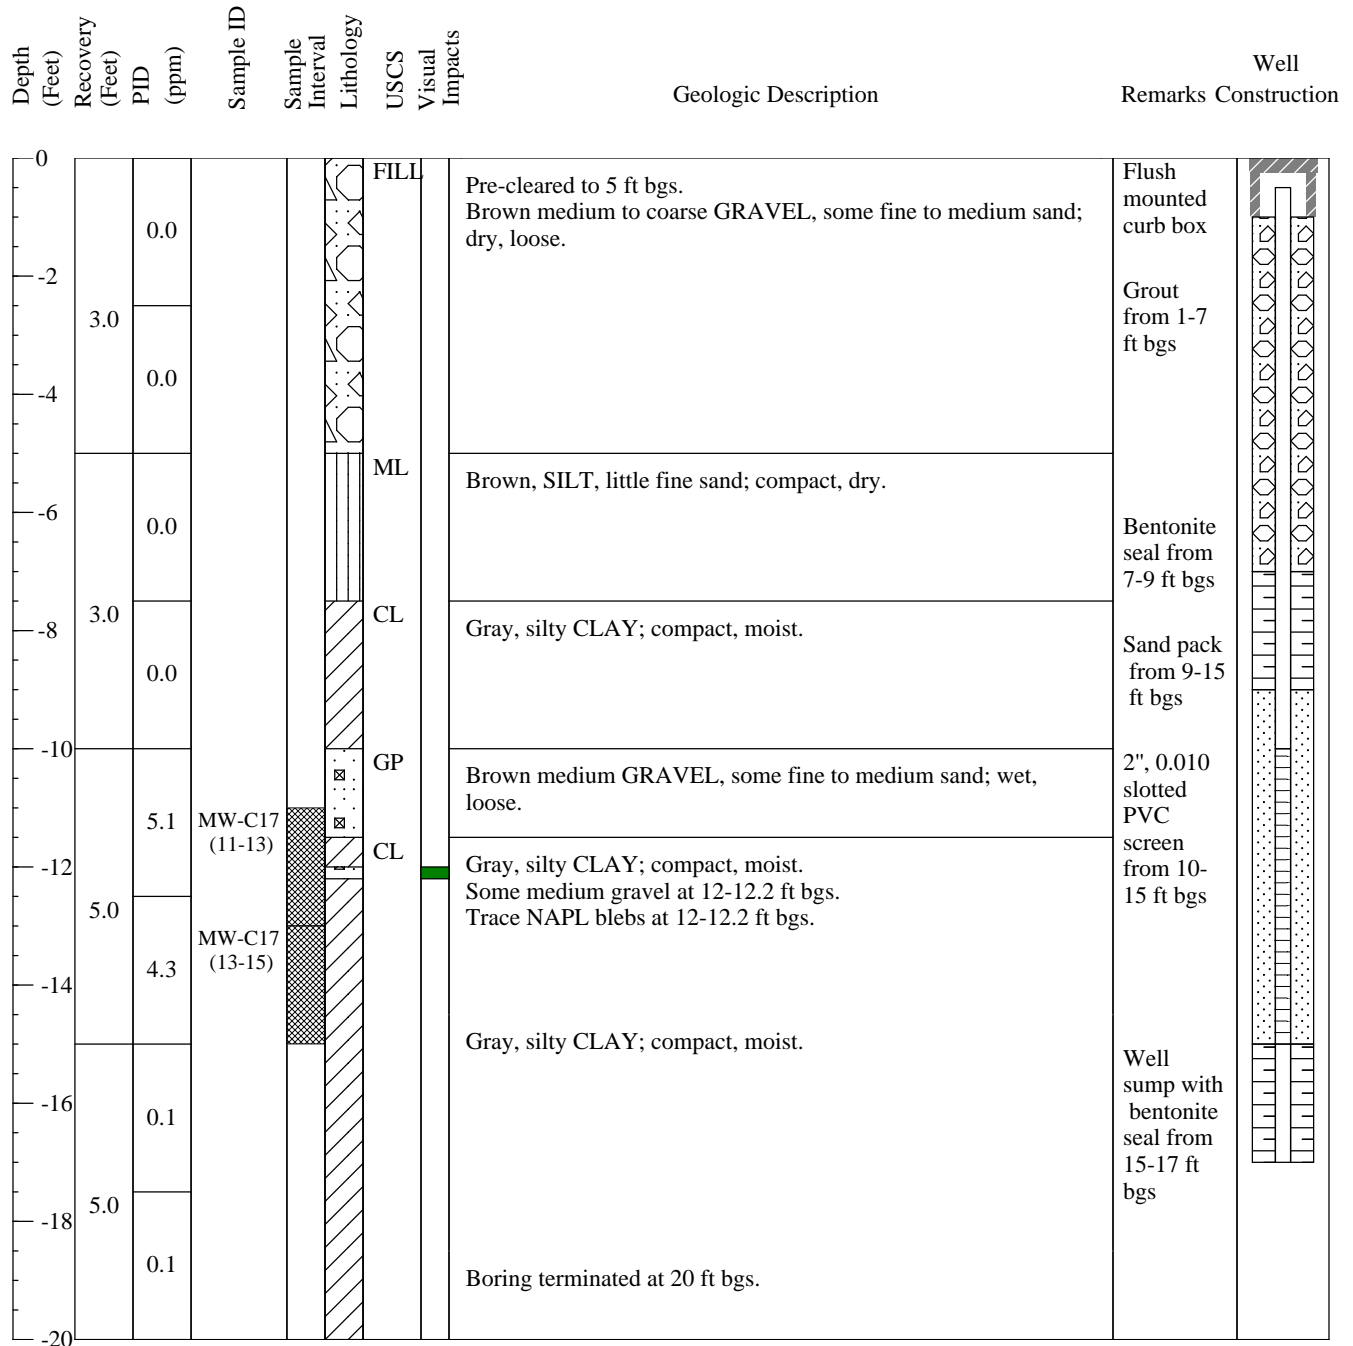 Depth
(Feet)
Recovery
(Feet)
PID
(ppm)
Sample ID
Sample
Interval
Lithology
USCS
Visual
Impacts
Geologic Description
Remarks
Well
Construction
0
-2
-4
-6
-8
-10
-12
-14
-16
-18
-20
3.0
3.0
5.0
5.0
0.0
0.0
0.0
0.0
5.1
4.3
0.1
0.1
MW-C17
(11-13)
MW-C17
(13-15)
FILL
ML
CL
GP
CL
Pre-cleared to 5 ft bgs.
Brown medium to coarse GRAVEL, some fine to medium sand;
dry, loose.
Brown, SILT, little fine sand; compact, dry.
Gray, silty CLAY; compact, moist.
Brown medium GRAVEL, some fine to medium sand; wet,
loose.
Gray, silty CLAY; compact, moist.
Some medium gravel at 12-12.2 ft bgs.
Trace NAPL blebs at 12-12.2 ft bgs.
Gray, silty CLAY; compact, moist.
Boring terminated at 20 ft bgs.
Flush
mounted
curb box
Grout
from 1-7
ft bgs
Bentonite
seal from
7-9 ft bgs
Sand pack
from 9-15
ft bgs
2", 0.010
slotted
PVC
screen
from 10-
15 ft bgs
Well
sump with
bentonite
seal from
15-17 ft
bgs